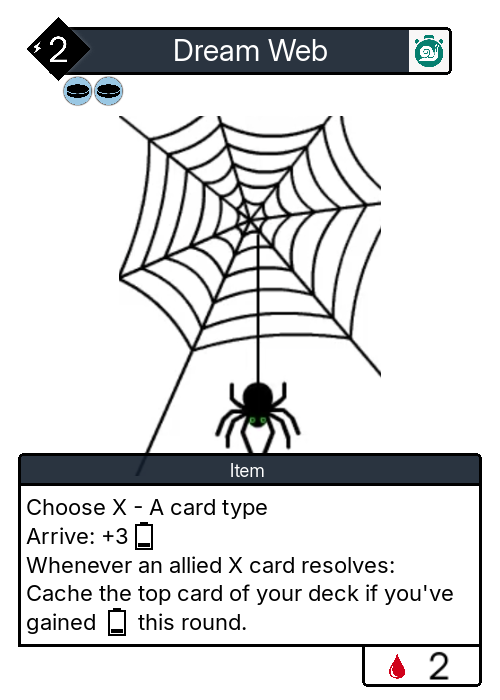 2
Dream Web
Item
Choose X - A card type
Arrive: +3
Whenever an allied X card resolves:
Cache the top card of your deck if you've
gained this round.
2